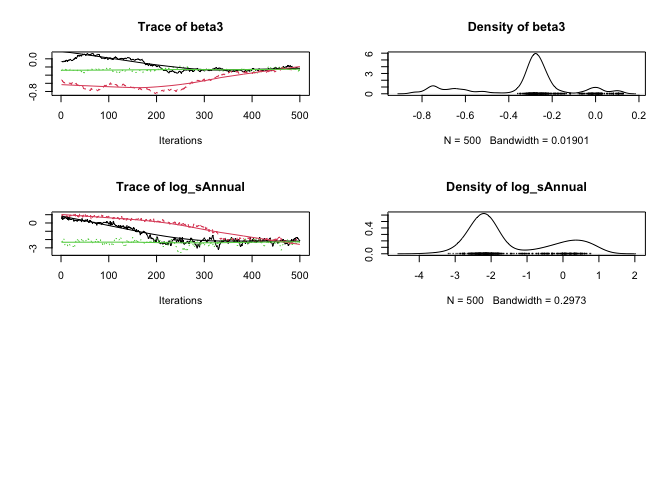 Trace of beta3
0.0
-0.8
0 100 200 300 400 500
Iterations
Density of beta3
6
3
0
-0.8 -0.6 -0.4 -0.2 0.0 0.2
N = 500 Bandwidth = 0.01901
Trace of log_sAnnual
0
-3
0 100 200 300 400 500
Iterations
Density of log_sAnnual
0.4
0.0
-4 -3 -2 -1 0 1 2
N = 500 Bandwidth = 0.2973